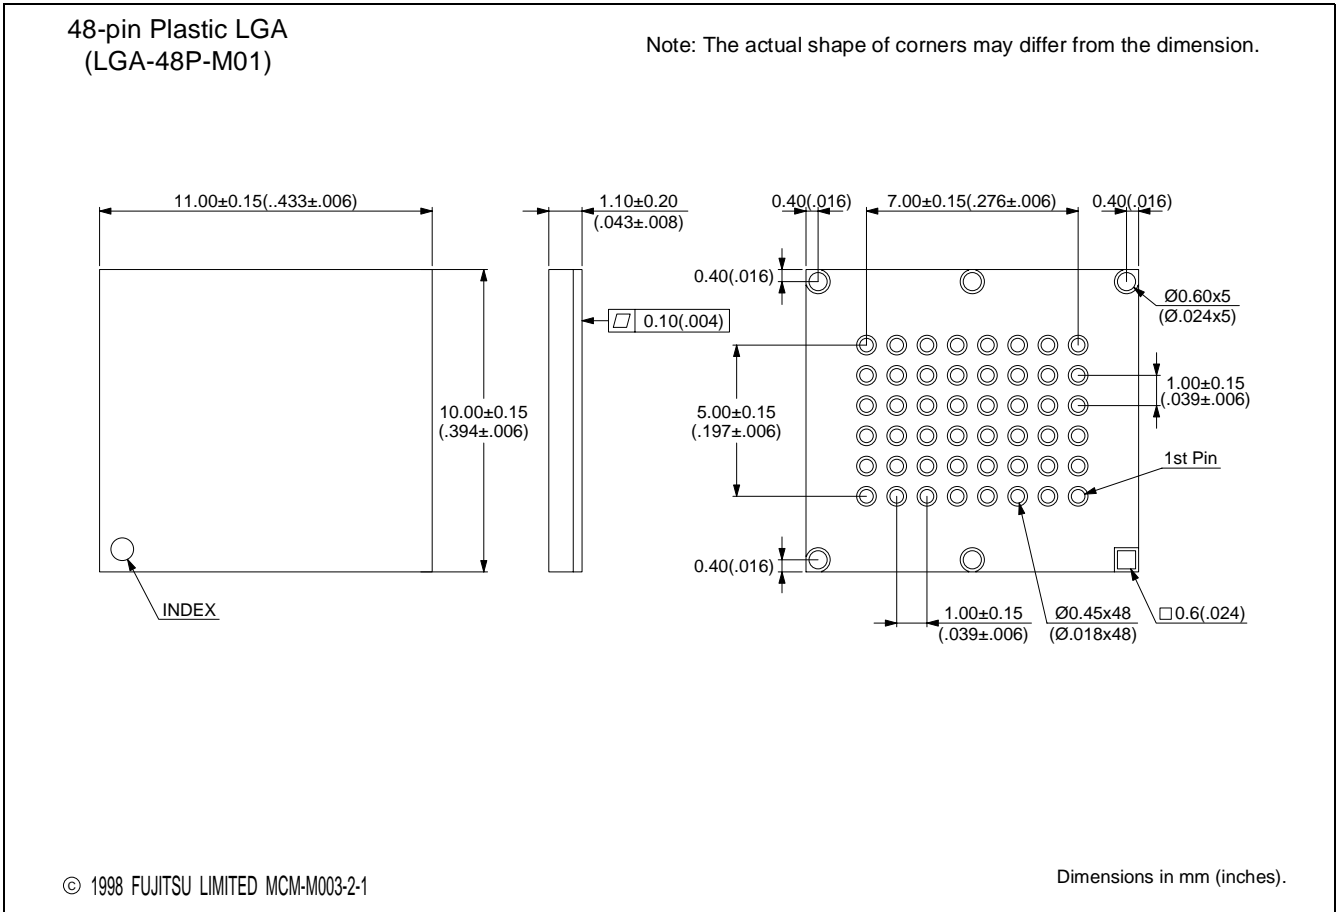 48-pin Plastic LGA
(LGA-48P-M01)
Note: The actual shape of corners may differ from the dimension.
11.00±0.15(..433±.006)
1.10±0.20
(.043±.008)
0.40(.016)
7.00±0.15(.276±.006)
0.40(.016)
0.40(.016)
Ø0.60x5
(Ø.024x5)
0.10(.004)
1.00±0.15
(.039±.006)
10.00±0.15
(.394±.006)
5.00±0.15
(.197±.006)
1st Pin
0.40(.016)
INDEX
1.00±0.15
(.039±.006)
Ø0.45x48
(Ø.018x48)
□0.6(.024)
© 1998 FUJITSU LIMITED MCM-M003-2-1
Dimensions in mm (inches).